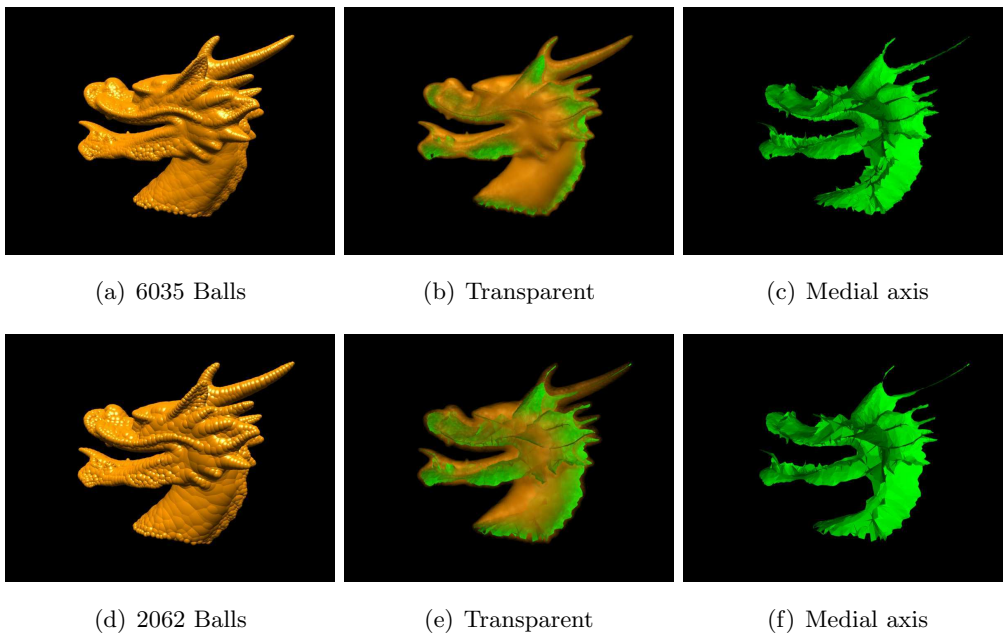 (a) 6035 Balls
(b) Transparent
(c) Medial axis
(d) 2062 Balls
(e) Transparent
(f) Medial axis